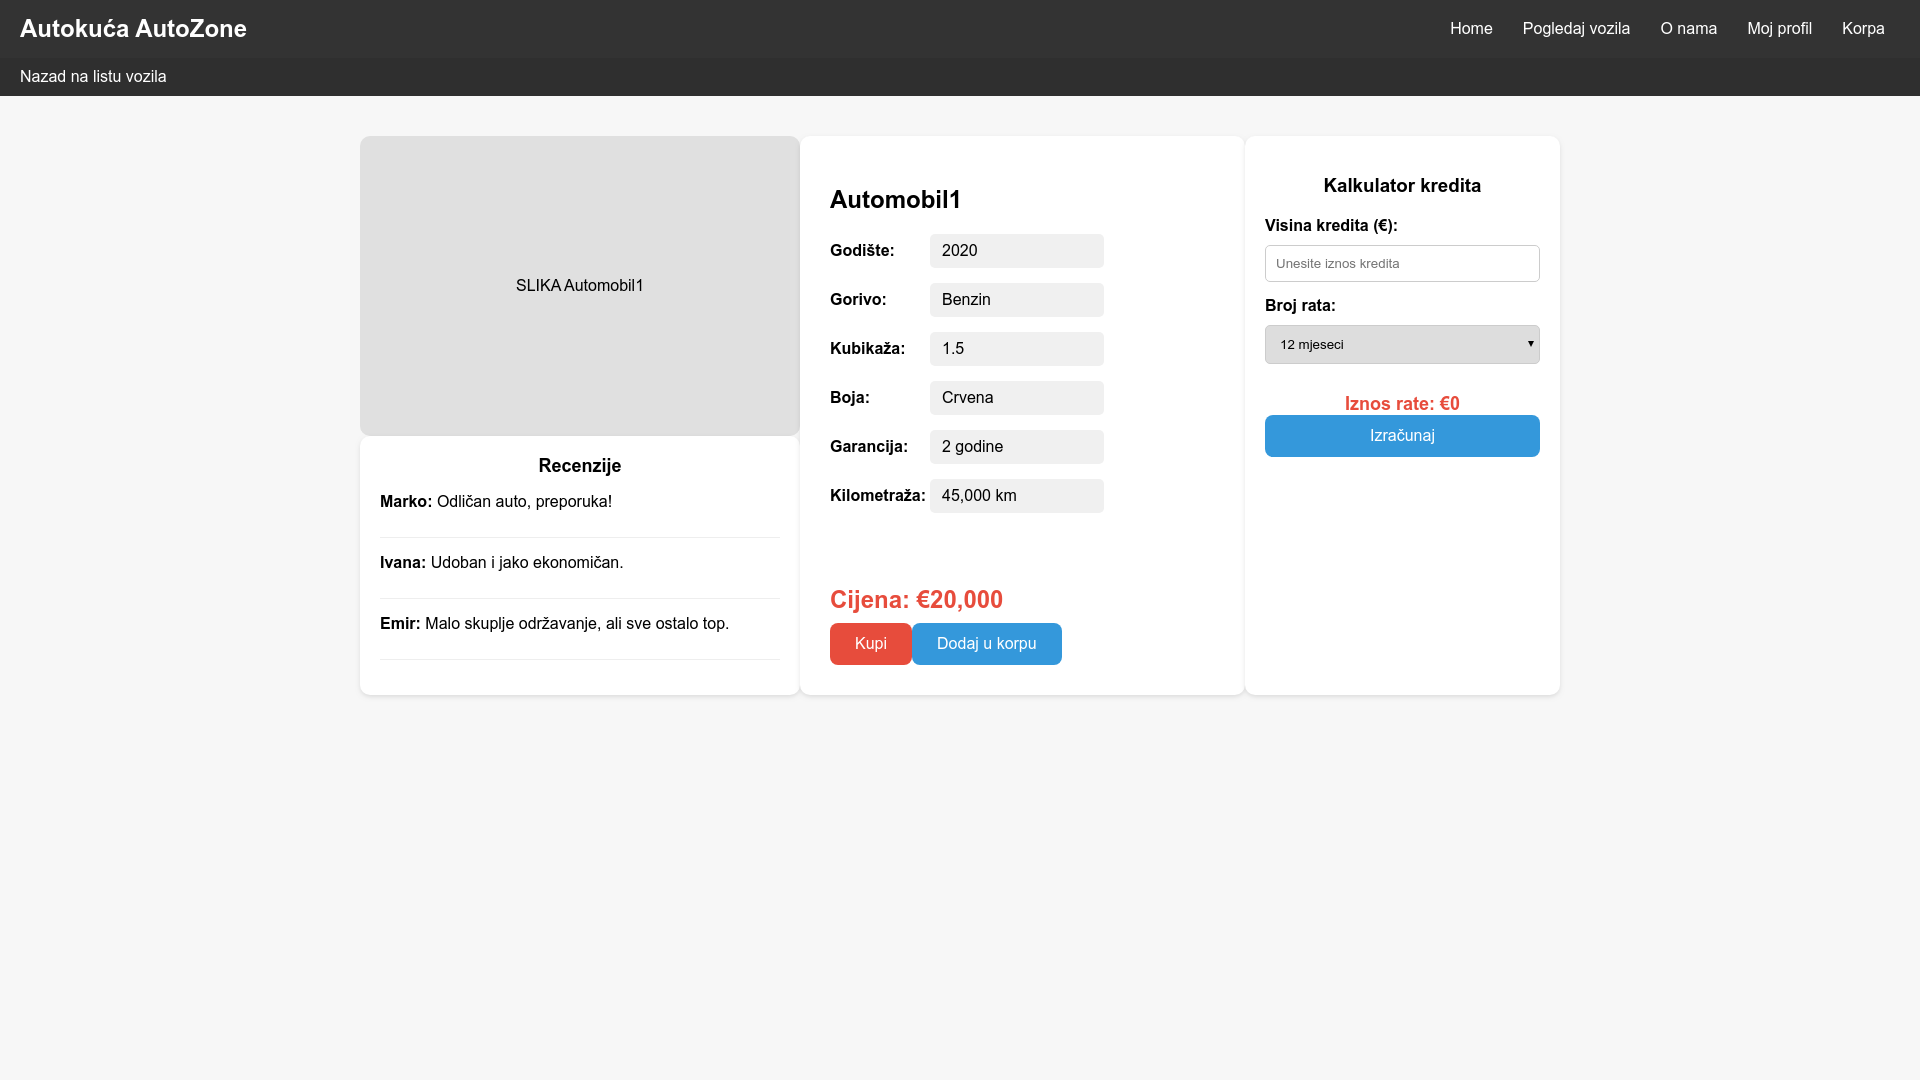 Autokuća AutoZone
Home
Pogledaj vozila
O nama
Moj profil
Korpa
Nazad na listu vozila
SLIKA Automobil1
Recenzije
Marko: Odličan auto, preporuka!
Ivana: Udoban i jako ekonomičan.
Emir: Malo skuplje održavanje, ali sve ostalo top.
Automobil1
Godište: 2020
Gorivo: Benzin
Kubikaža: 1.5
Boja: Crvena
Garancija: 2 godine
Kilometraža: 45,000 km
Cijena: €20,000
Kupi
Dodaj u korpu
Kalkulator kredita
Visina kredita (€):
Unesite iznos kredita
Broj rata:
12 mjeseci
Iznos rate: €0
Izračunaj